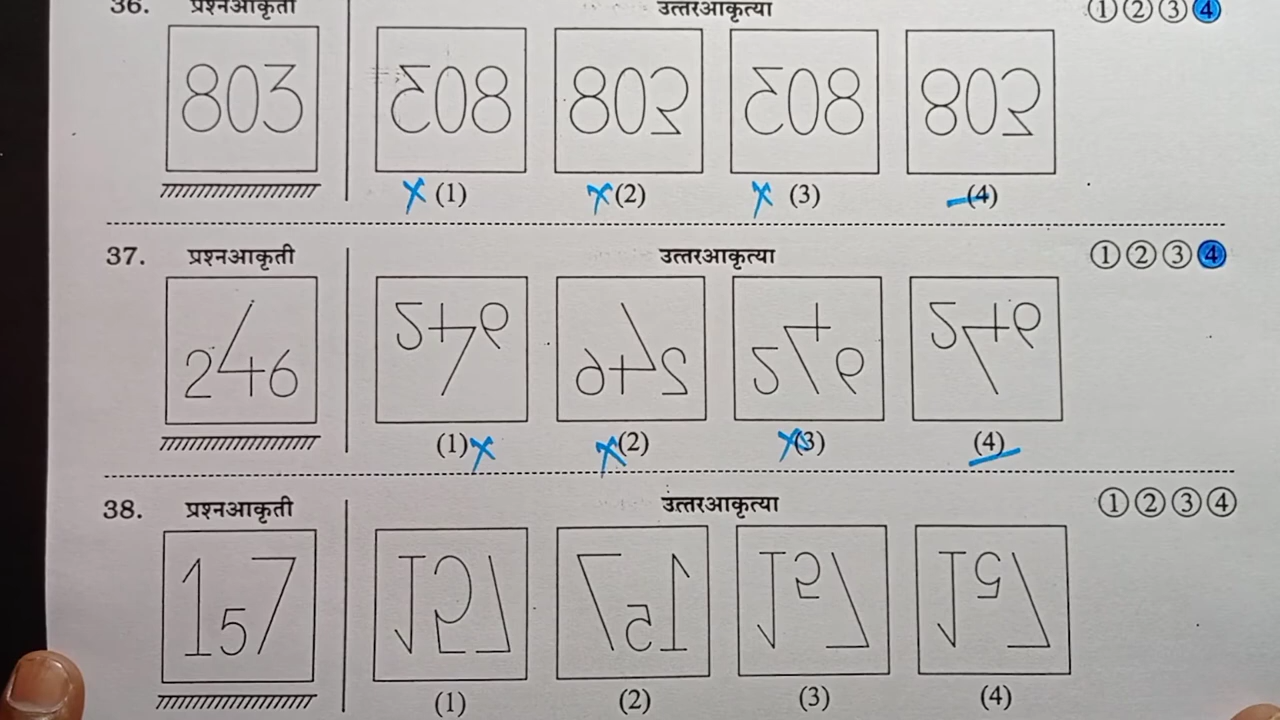 36. प्रश्नआकृती उत्तरआकृत्या ① ② ③ ④
803
(1) (2) (3) (4)
37. प्रश्नआकृती उत्तरआकृत्या ① ② ③ ④
246
(1) (2) (3) (4)
38. प्रश्नआकृती उत्तरआकृत्या ① ② ③ ④
157
(1) (2) (3) (4)